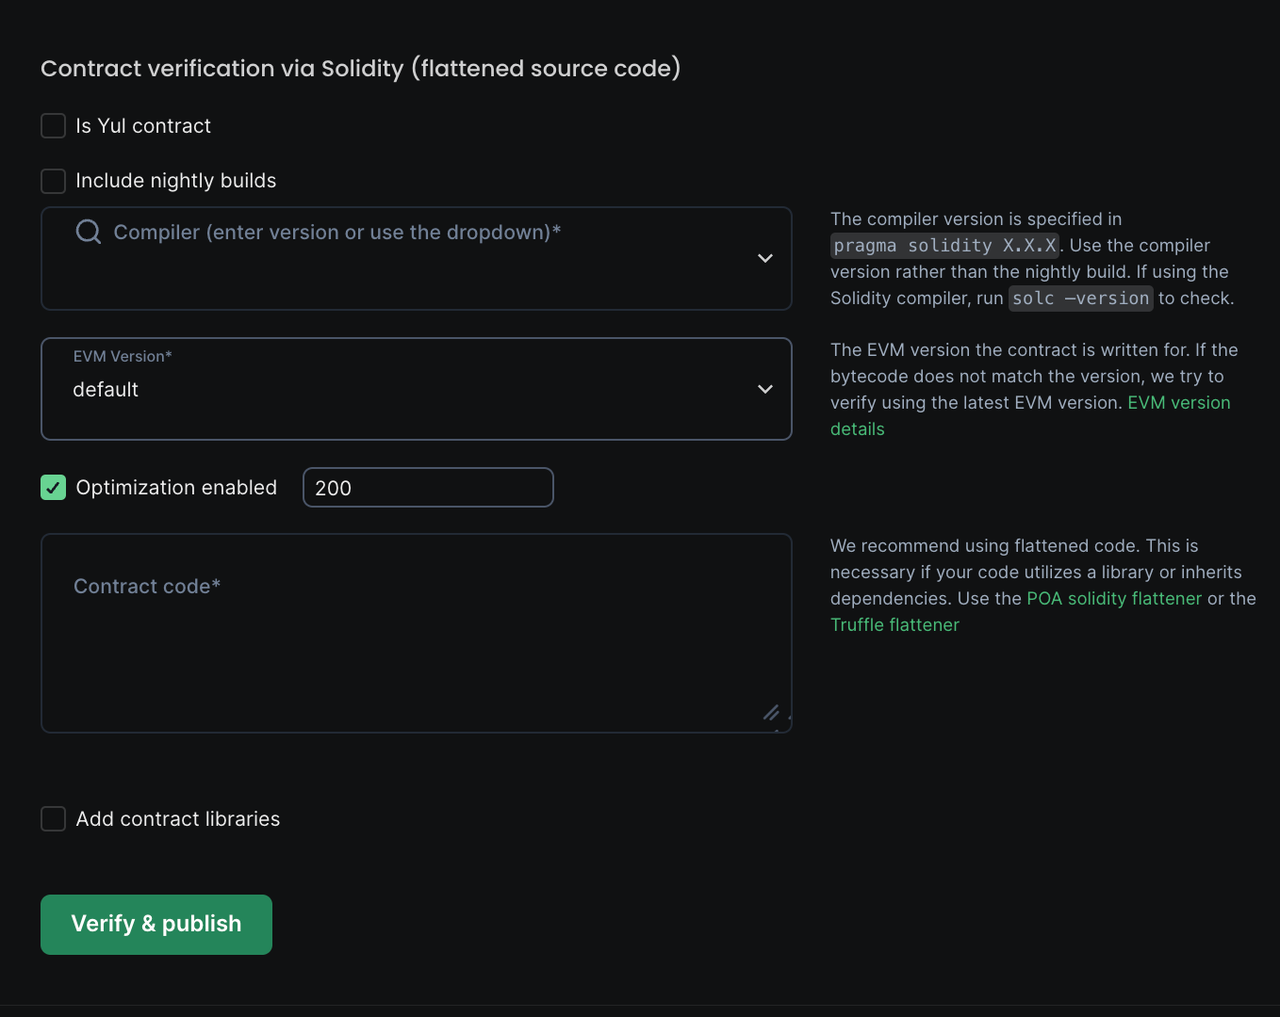 Contract verification via Solidity (flattened source code)
Is Yul contract
Include nightly builds
Compiler (enter version or use the dropdown)*
The compiler version is specified in
pragma solidity X.X.X. Use the compiler
version rather than the nightly build. If using the
Solidity compiler, run solc —version to check.
EVM Version*
default
The EVM version the contract is written for. If the
bytecode does not match the version, we try to
verify using the latest EVM version. EVM version
details
Optimization enabled
200
Contract code*
We recommend using flattened code. This is
necessary if your code utilizes a library or inherits
dependencies. Use the POA solidity flattener or the
Truffle flattener
Add contract libraries
Verify & publish